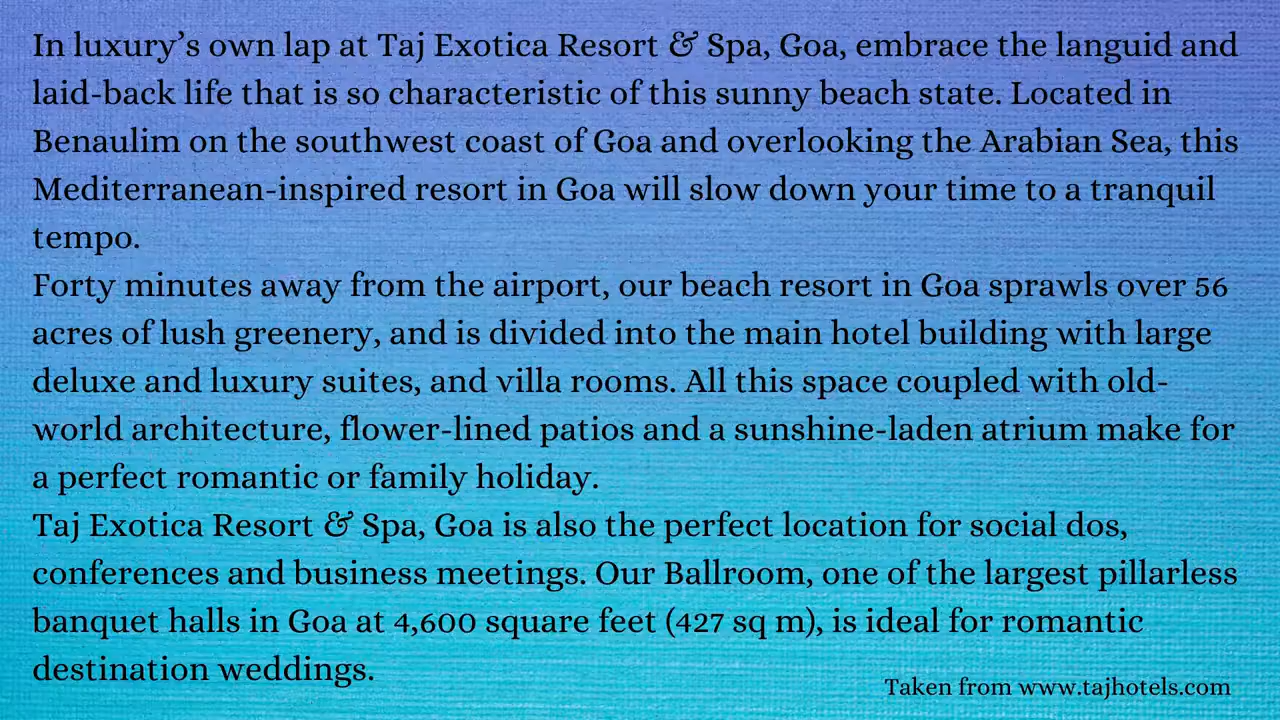 In luxury’s own lap at Taj Exotica Resort & Spa, Goa, embrace the languid and
laid-back life that is so characteristic of this sunny beach state. Located in
Benaulim on the southwest coast of Goa and overlooking the Arabian Sea, this
Mediterranean-inspired resort in Goa will slow down your time to a tranquil
tempo.
Forty minutes away from the airport, our beach resort in Goa sprawls over 56
acres of lush greenery, and is divided into the main hotel building with large
deluxe and luxury suites, and villa rooms. All this space coupled with old-
world architecture, flower-lined patios and a sunshine-laden atrium make for
a perfect romantic or family holiday.
Taj Exotica Resort & Spa, Goa is also the perfect location for social dos,
conferences and business meetings. Our Ballroom, one of the largest pillarless
banquet halls in Goa at 4,600 square feet (427 sq m), is ideal for romantic
destination weddings.
Taken from www.tajhotels.com